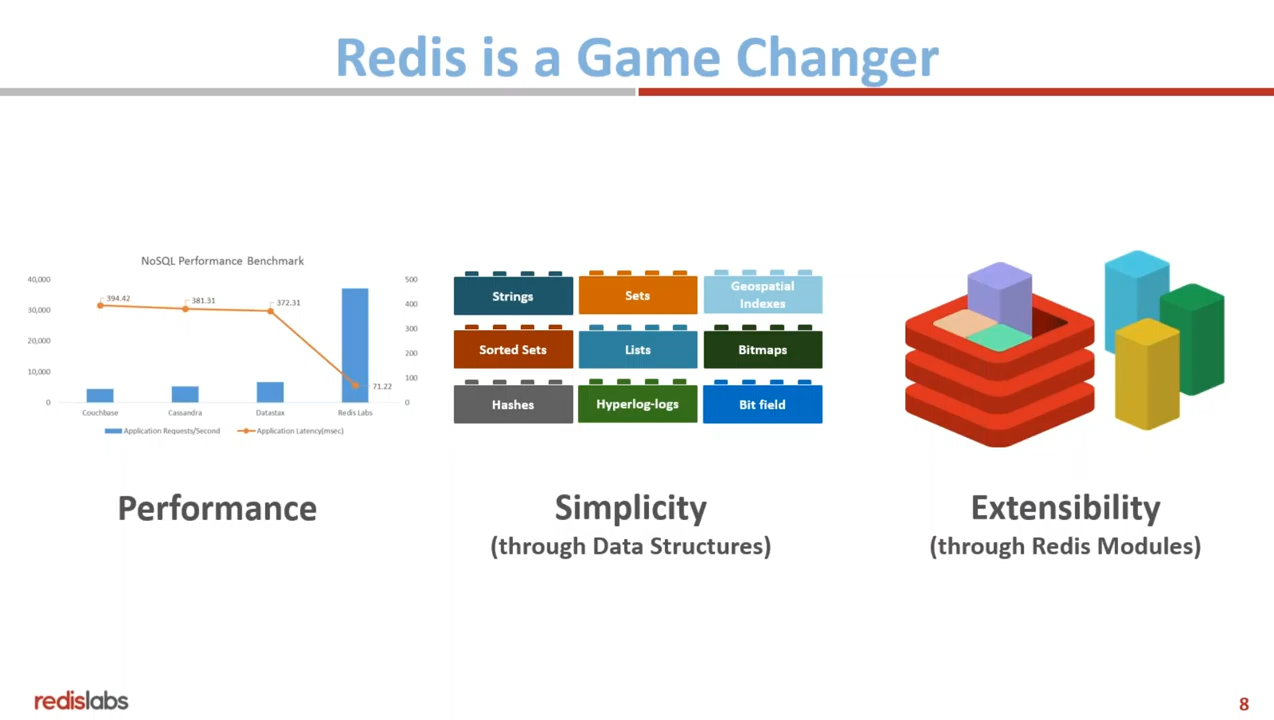 Redis is a Game Changer
NoSQL Performance Benchmark
40,000
30,000
20,000
10,000
0
500
400
300
200
100
0
394.42
381.31
372.31
71.22
Couchbase
Cassandra
Datastax
Redis Labs
Application Requests/Second
Application Latency(msec)
Performance
Strings
Sets
Geospatial
Indexes
Sorted Sets
Lists
Bitmaps
Hashes
Hyperlog-logs
Bit field
Simplicity
(through Data Structures)
Extensibility
(through Redis Modules)
redislabs
8